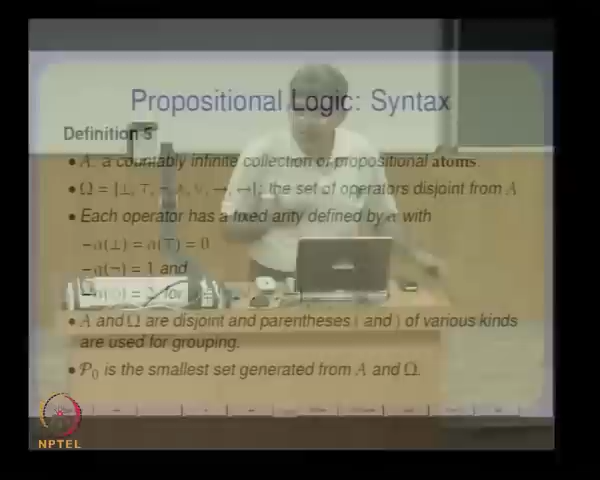 Propositional Logic: Syntax
Definition 5
• A: a countably infinite collection of propositional atoms.
• Ω = {⊥, ⊤, ¬, ∧, ∨, →, ↔}: the set of operators disjoint from A
• Each operator has a fixed arity defined by α with
– α(⊥) = α(⊤) = 0
– α(¬) = 1 and
= 2 for
• A and Ω are disjoint and parentheses ( and ) of various kinds
are used for grouping.
• P₀ is the smallest set generated from A and Ω.
NPTEL